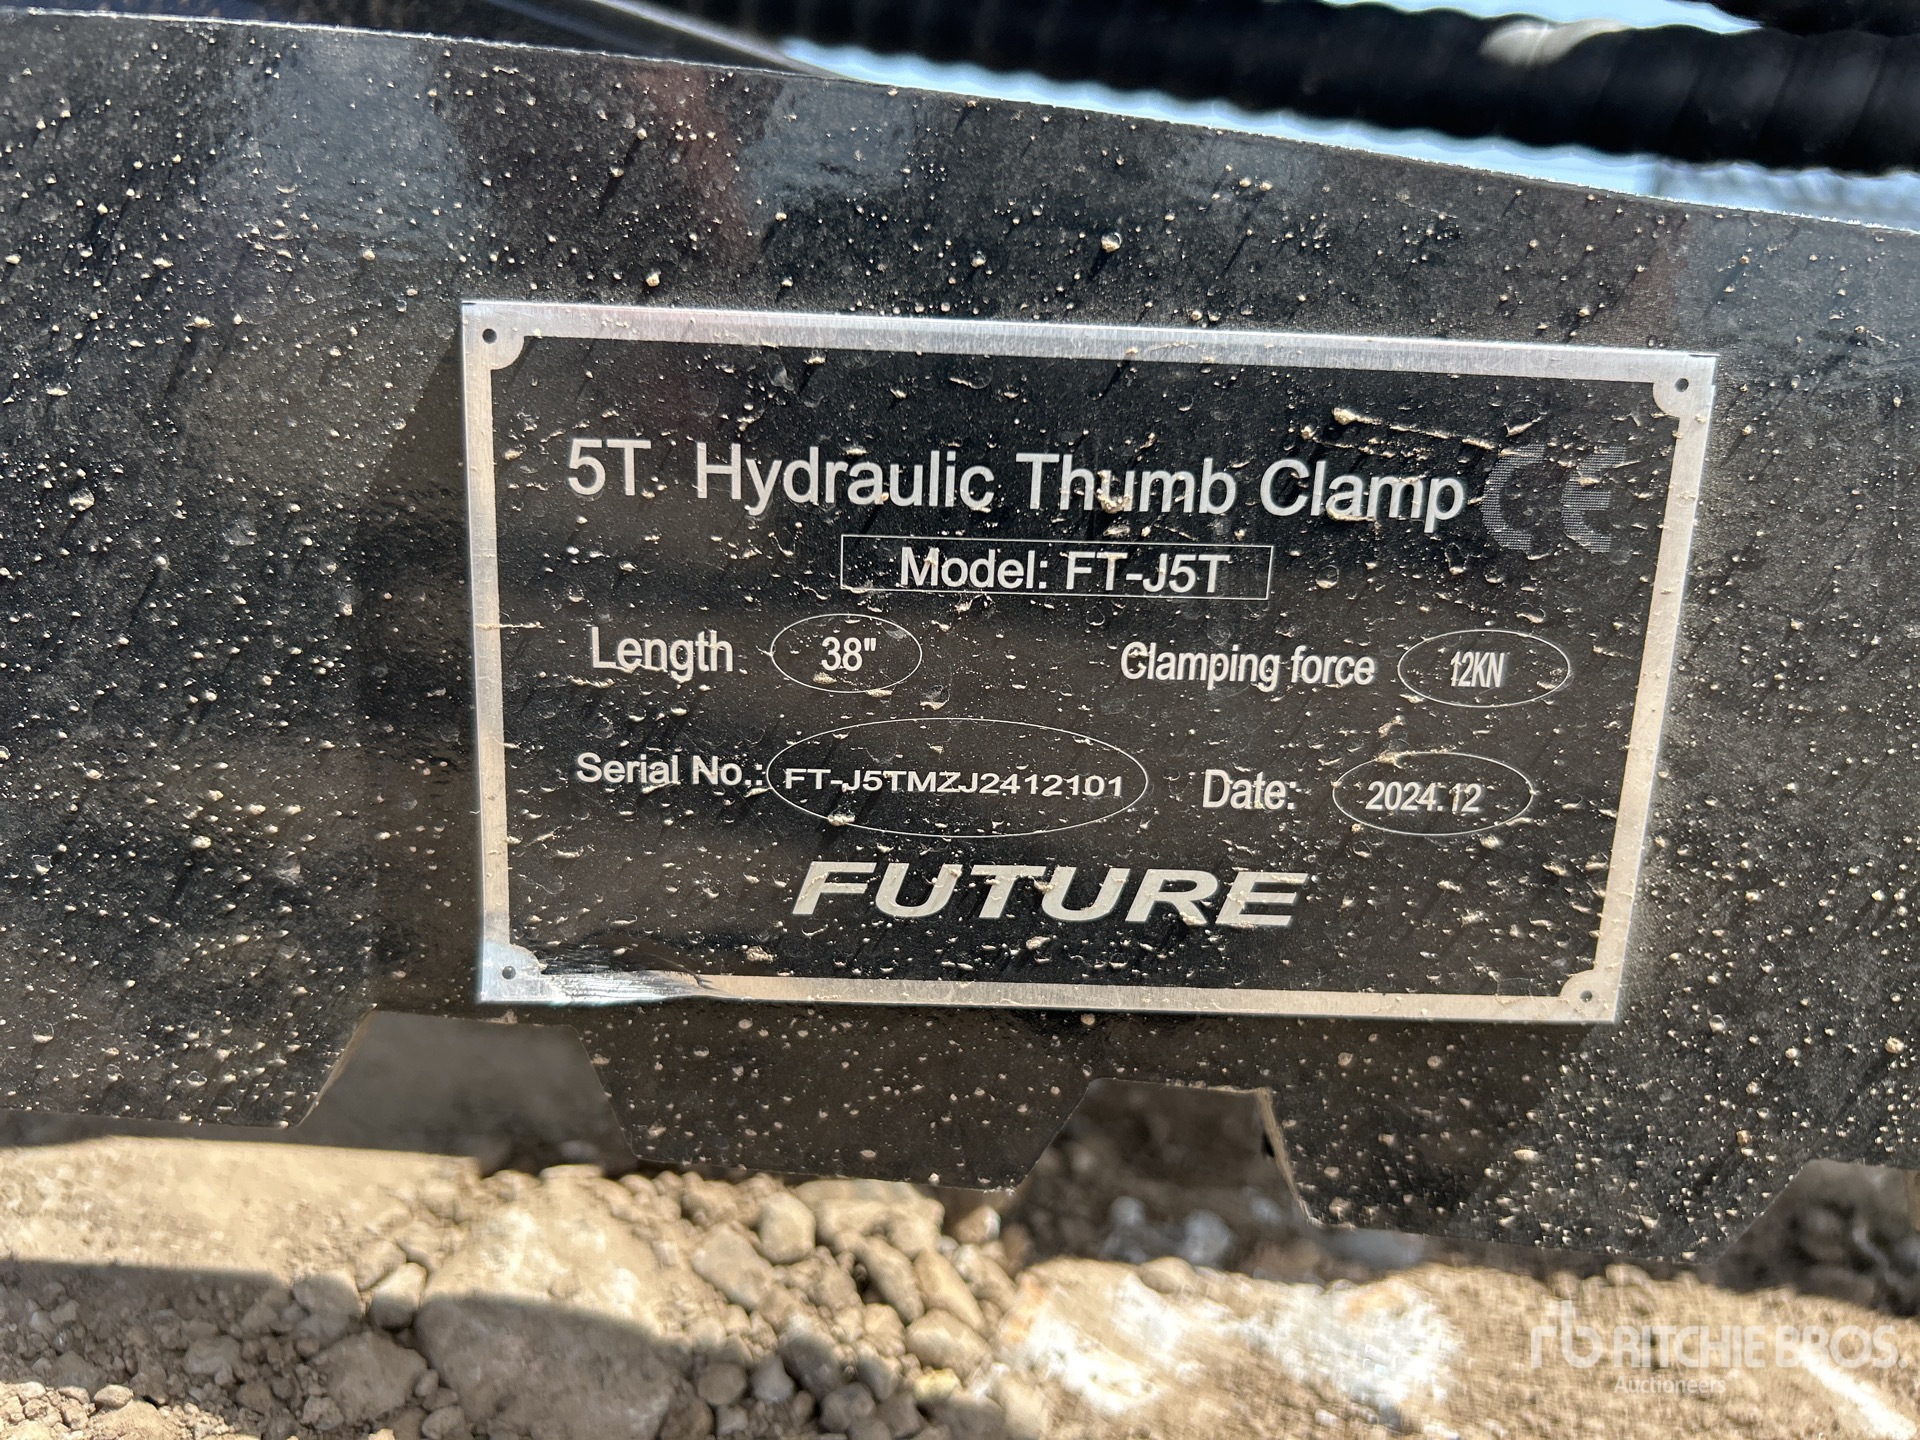 5T. Hydraulic Thumb Clamp CE
Model: FT-J5T
Length 38" Clamping force 12KN
Serial No.: FT-J5TMZJ2412101 Date: 2024.12
FUTURE
rb RITCHIE BROS.
Auctioneers